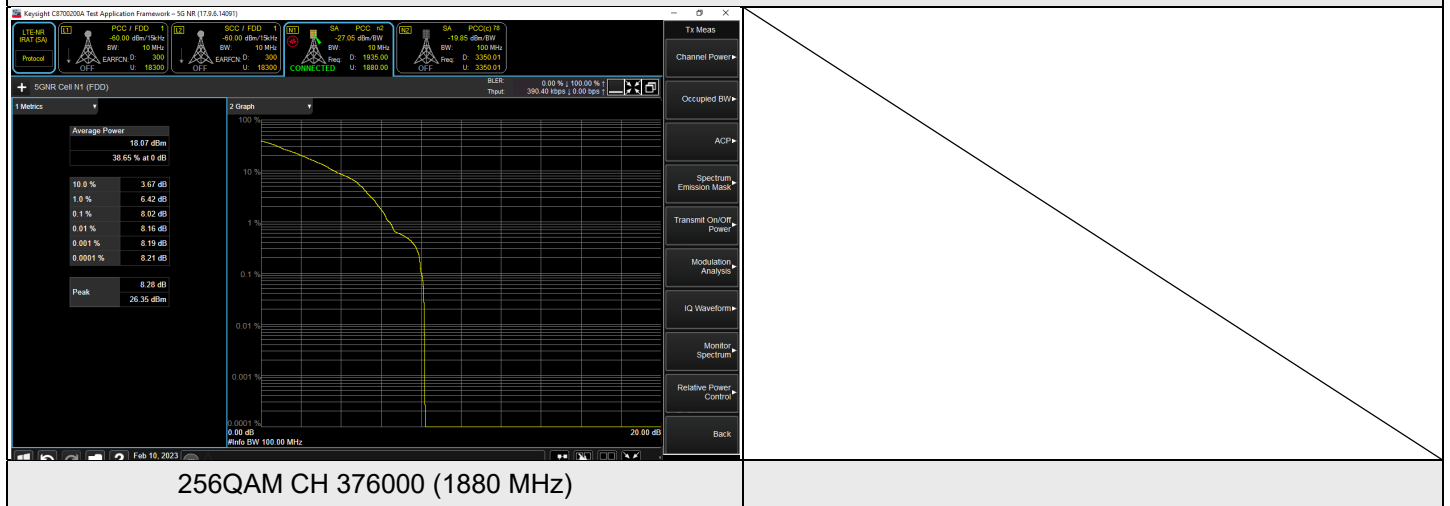 Keysight C8700200A Test Application Framework – 5G NR (17.9.6.14091)
LTE-NR IRAT (SA)
Protocol
L1 PCC / FDD 1
-60.00 dBm/15kHz
BW: 10 MHz
EARFCN: D: 300
U: 18300
OFF
L2 SCC / FDD 1
-60.00 dBm/15kHz
BW: 10 MHz
EARFCN: D: 300
U: 18300
OFF
N1 SA PCC n2
-27.05 dBm/BW
BW: 10 MHz
Freq: D: 1935.00
U: 1880.00
CONNECTED
N2 SA PCC(c) 78
-19.85 dBm/BW
BW: 100 MHz
Freq: D: 3350.01
U: 3350.01
OFF
5GNR Cell N1 (FDD)
BLER: 0.00 % ↓ 100.00 % ↑
Thput: 390.40 kbps ↓ 0.00 bps ↑
1 Metrics
Average Power
18.07 dBm
38.65 % at 0 dB
10.0 % 3.67 dB
1.0 % 6.42 dB
0.1 % 8.02 dB
0.01 % 8.16 dB
0.001 % 8.19 dB
0.0001 % 8.21 dB
Peak 8.28 dB
26.35 dBm
2 Graph
100 %
10 %
1 %
0.1 %
0.01 %
0.001 %
0.0001 %
0.00 dB 20.00 dB
#Info BW 100.00 MHz
Tx Meas
Channel Power
Occupied BW
ACP
Spectrum
Emission Mask
Transmit On/Off
Power
Modulation
Analysis
IQ Waveform
Monitor
Spectrum
Relative Power
Control
Back
Feb 10, 2023
256QAM CH 376000 (1880 MHz)